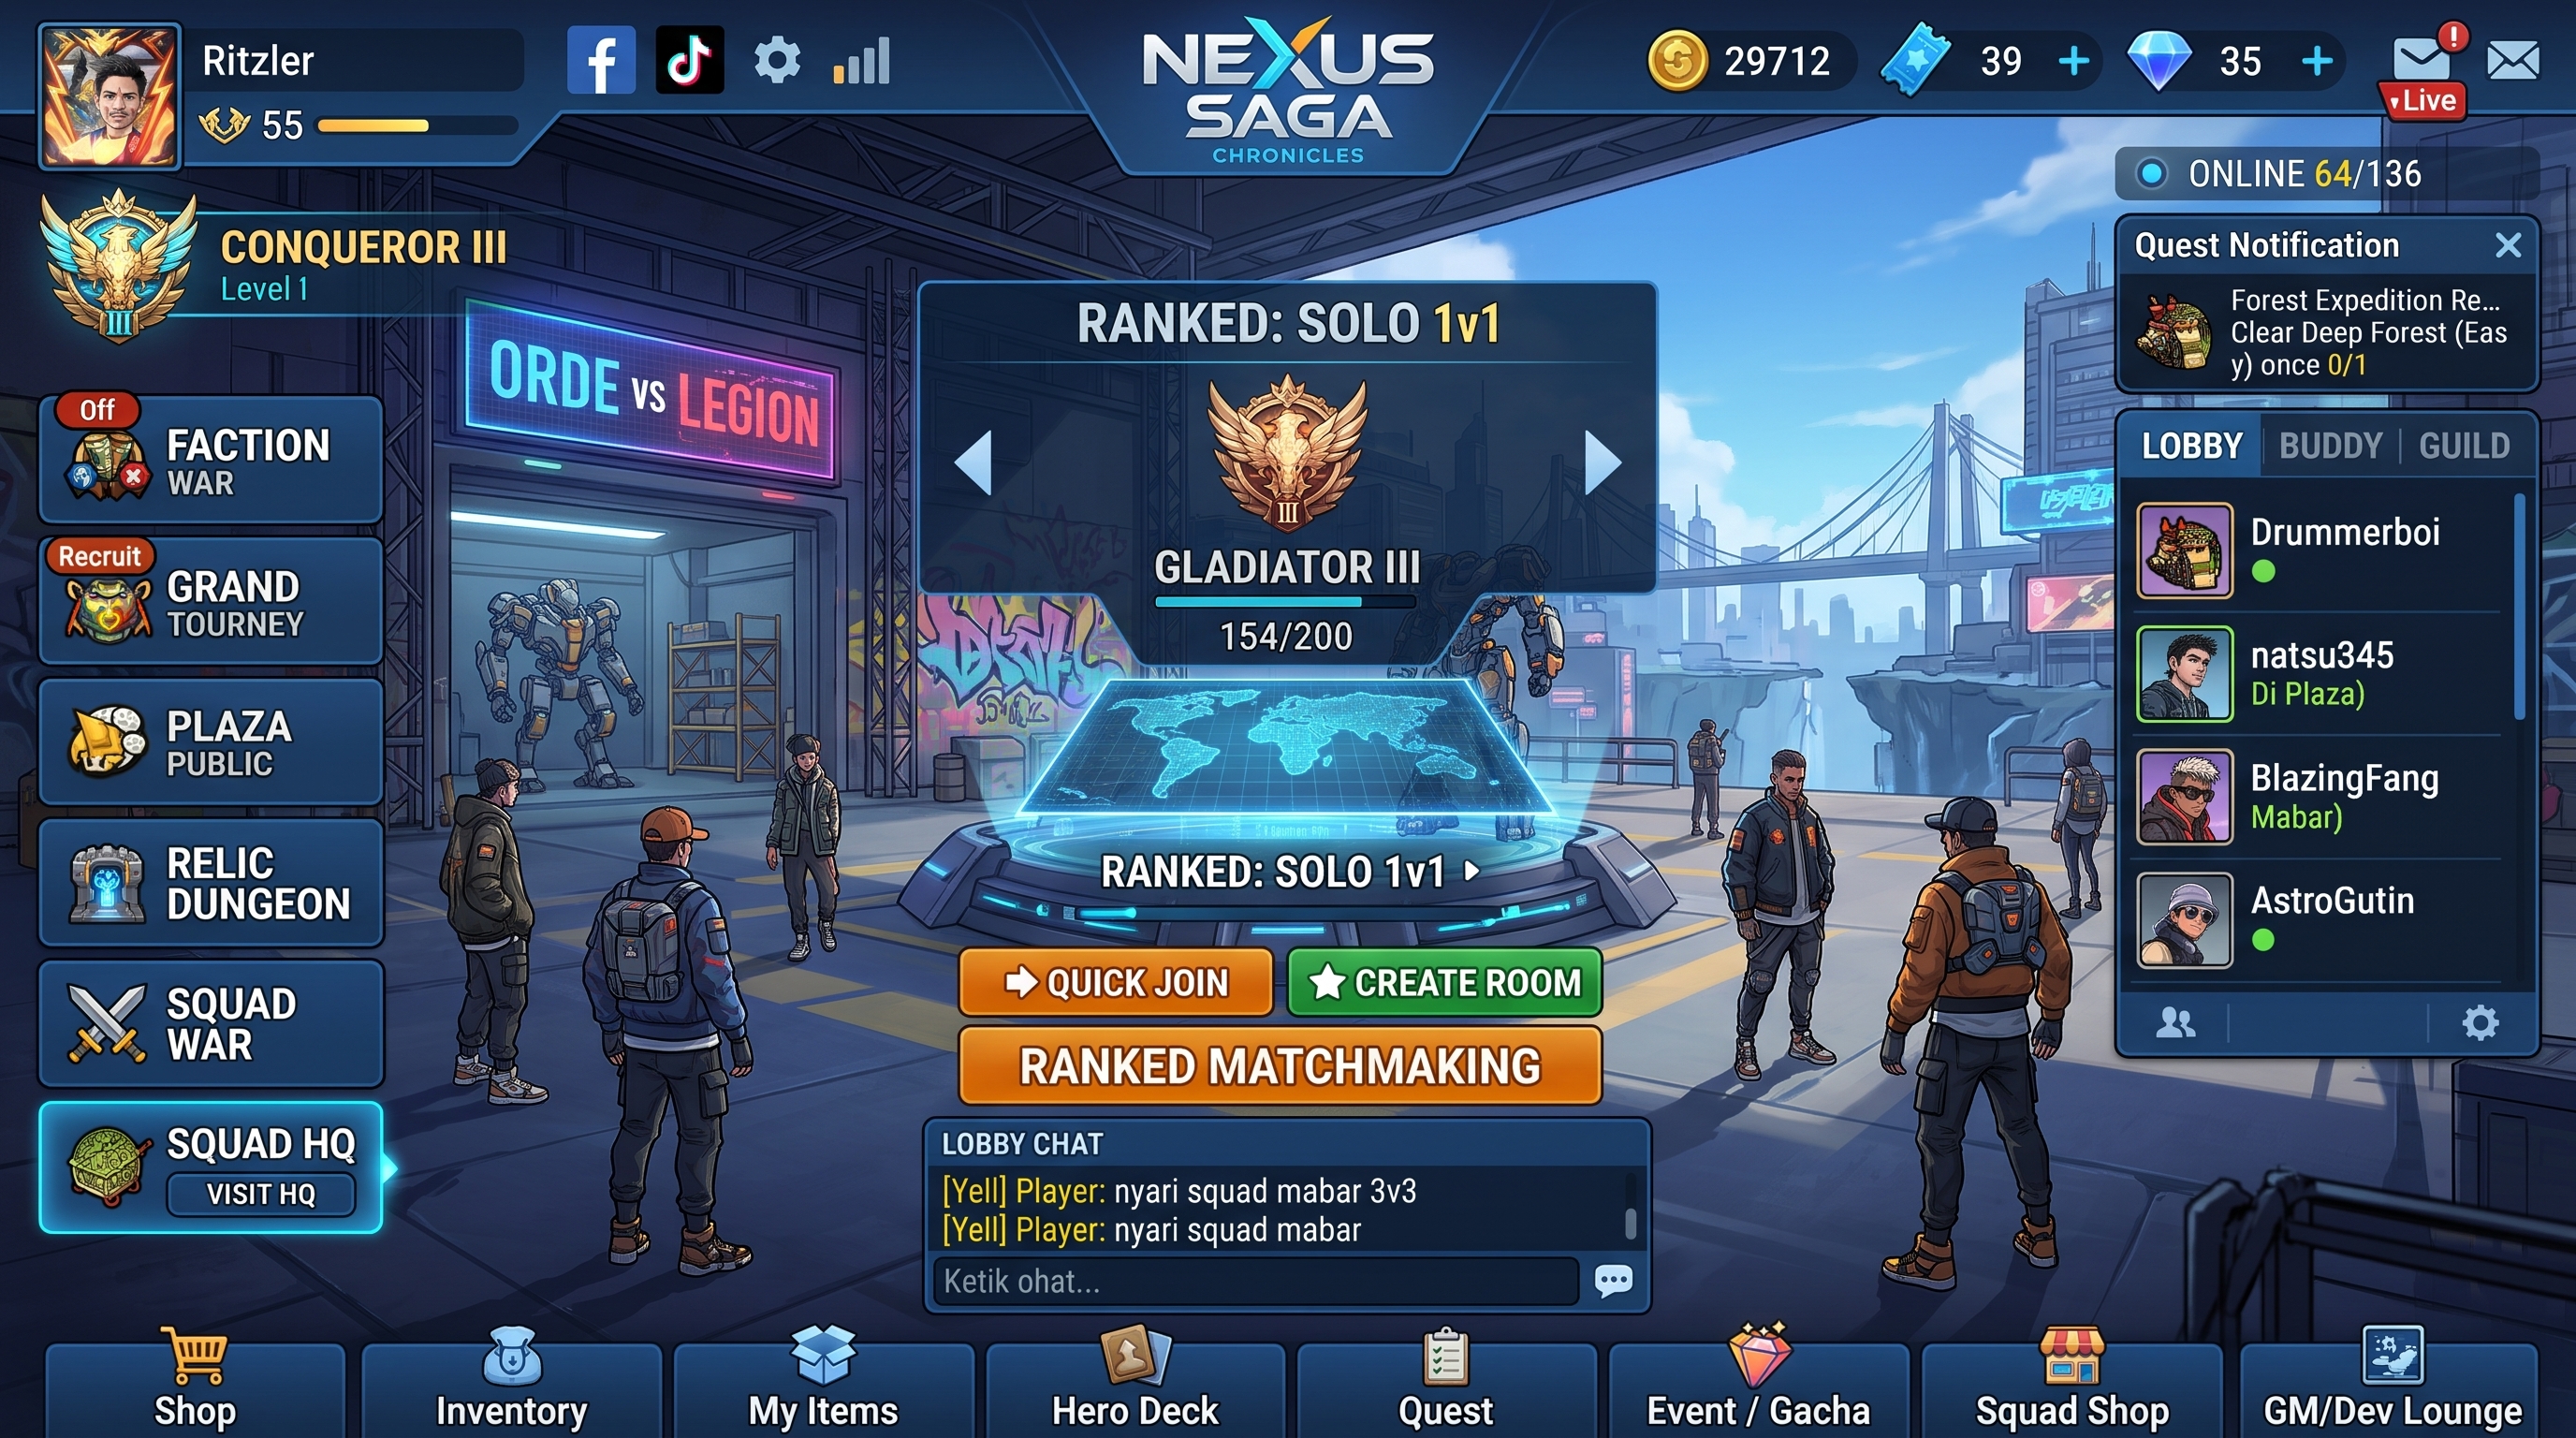 Ritzler
55
NEXUS
SAGA
CHRONICLES
29712
39
35
Live
CONQUEROR III
Level 1
III
ONLINE 64/136
Quest Notification
Forest Expedition Re...
Clear Deep Forest (Eas
y) once 0/1
ORDE VS LEGION
RANKED: SOLO 1v1
III
GLADIATOR III
154/200
RANKED: SOLO 1v1
QUICK JOIN
CREATE ROOM
RANKED MATCHMAKING
Off
FACTION
WAR
Recruit
GRAND
TOURNEY
PLAZA
PUBLIC
RELIC
DUNGEON
SQUAD
WAR
SQUAD HQ
VISIT HQ
LOBBY | BUDDY | GUILD
Drummerboi
natsu345
Di Plaza)
BlazingFang
Mabar)
AstroGutin
LOBBY CHAT
[Yell] Player: nyari squad mabar 3v3
[Yell] Player: nyari squad mabar
Ketik ohat...
Shop
Inventory
My Items
Hero Deck
Quest
Event / Gacha
Squad Shop
GM/Dev Lounge